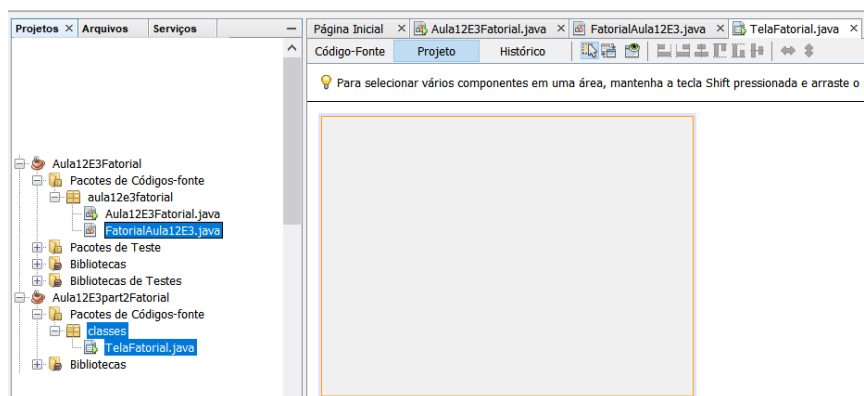 Projetos × Arquivos Serviços
Página Inicial × Aula12E3Fatorial.java × FatorialAula12E3.java × TelaFatorial.java ×
Código-Fonte Projeto Histórico
Para selecionar vários componentes em uma área, mantenha a tecla Shift pressionada e arraste o
Aula12E3Fatorial
Pacotes de Códigos-fonte
aula12e3fatorial
Aula12E3Fatorial.java
FatorialAula12E3.java
Pacotes de Teste
Bibliotecas
Bibliotecas de Testes
Aula12E3part2Fatorial
Pacotes de Códigos-fonte
classes
TelaFatorial.java
Bibliotecas